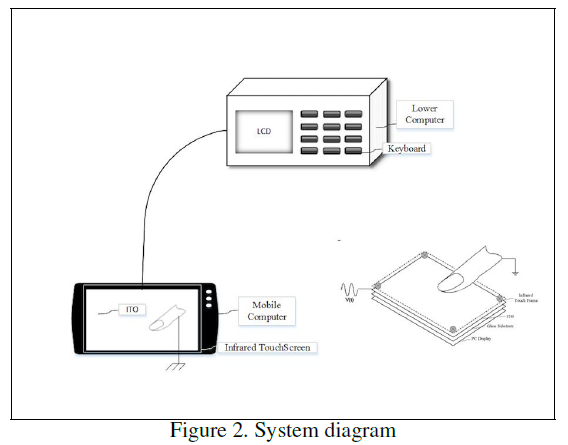 LCD
Lower
Computer
Keyboard
ITO
Mobile
Computer
Infrared TouchScreen
V(t)
Infrared
Touch Frame
ITO
Glass Substrate
PC Display
Figure 2. System diagram